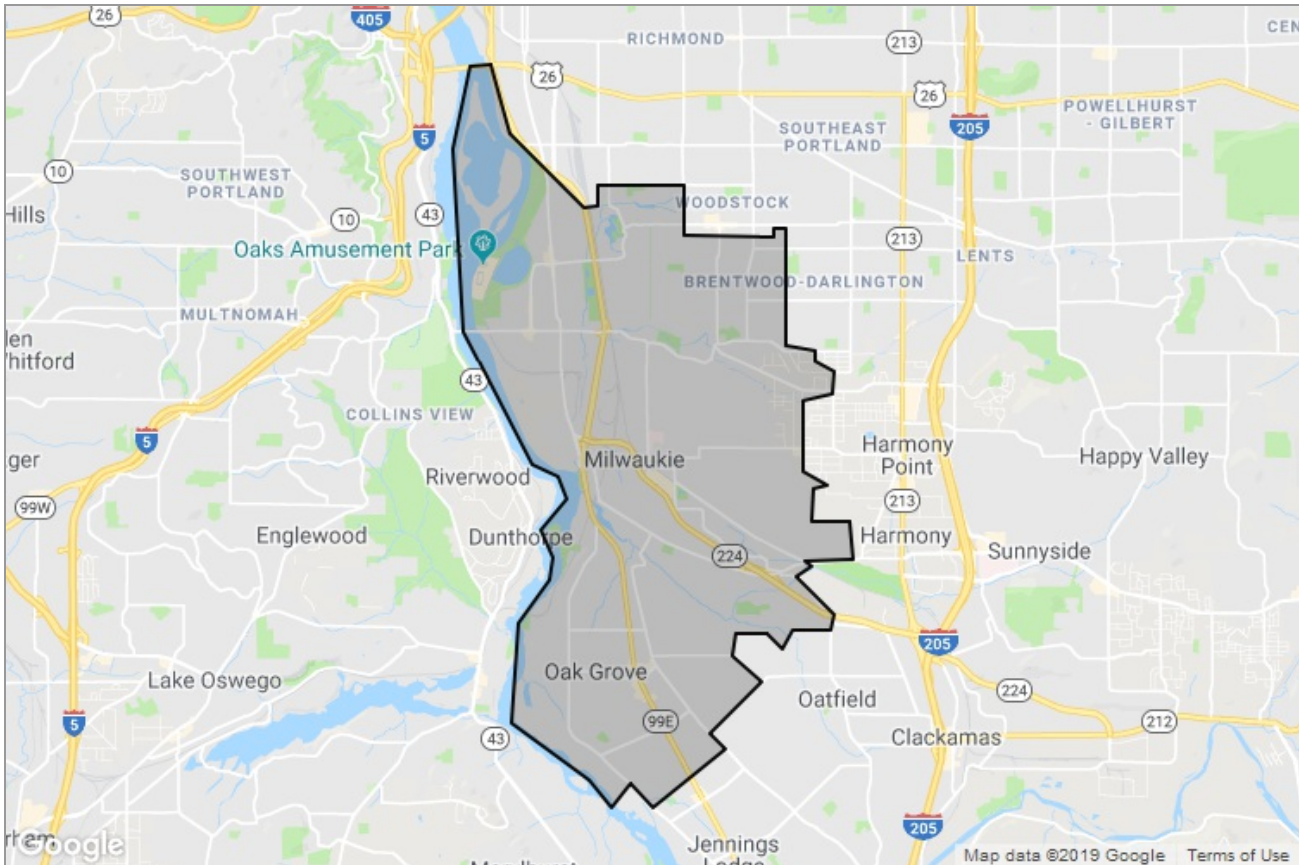 26
405
RICHMOND
213
CEN
26
26
5
205
POWELLHURST
- GILBERT
SOUTHEAST
PORTLAND
10
SOUTHWEST
PORTLAND
WOODSTOCK
Hills
10
43
213
Oaks Amusement Park
LENTS
BRENTWOOD-DARLINGTON
MULTNOMAH
43
COLLINS VIEW
5
Milwaukie
Harmony
Point
Happy Valley
Riverwood
213
99W
Englewood
Dunthorpe
Harmony
Sunnyside
224
205
Oak Grove
Lake Oswego
Oatfield
224
5
99E
212
43
Clackamas
205
Google
Jennings
Lodge
Map data ©2019 Google
Terms of Use